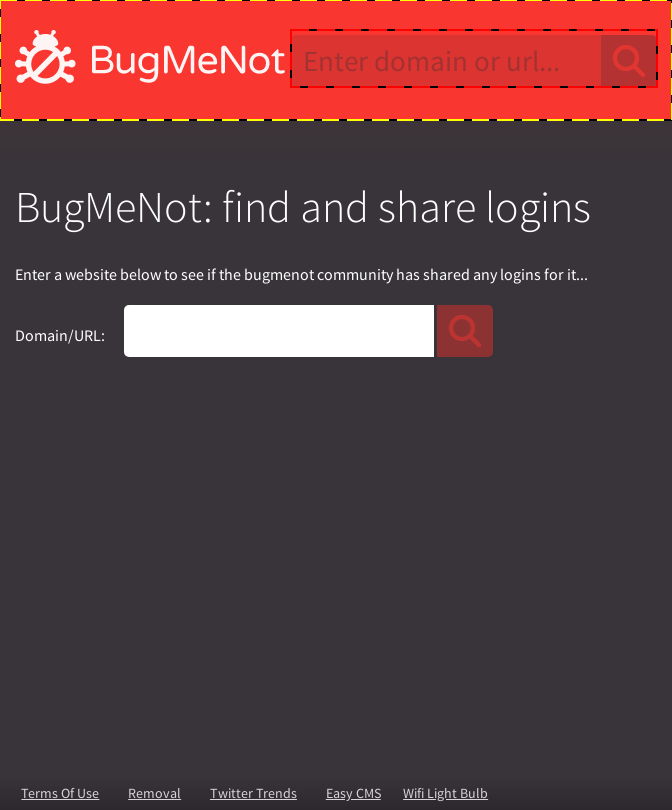 BugMeNot
Enter domain or url...
BugMeNot: find and share logins
Enter a website below to see if the bugmenot community has shared any logins for it...
Domain/URL:
Terms Of Use Removal Twitter Trends Easy CMS Wifi Light Bulb